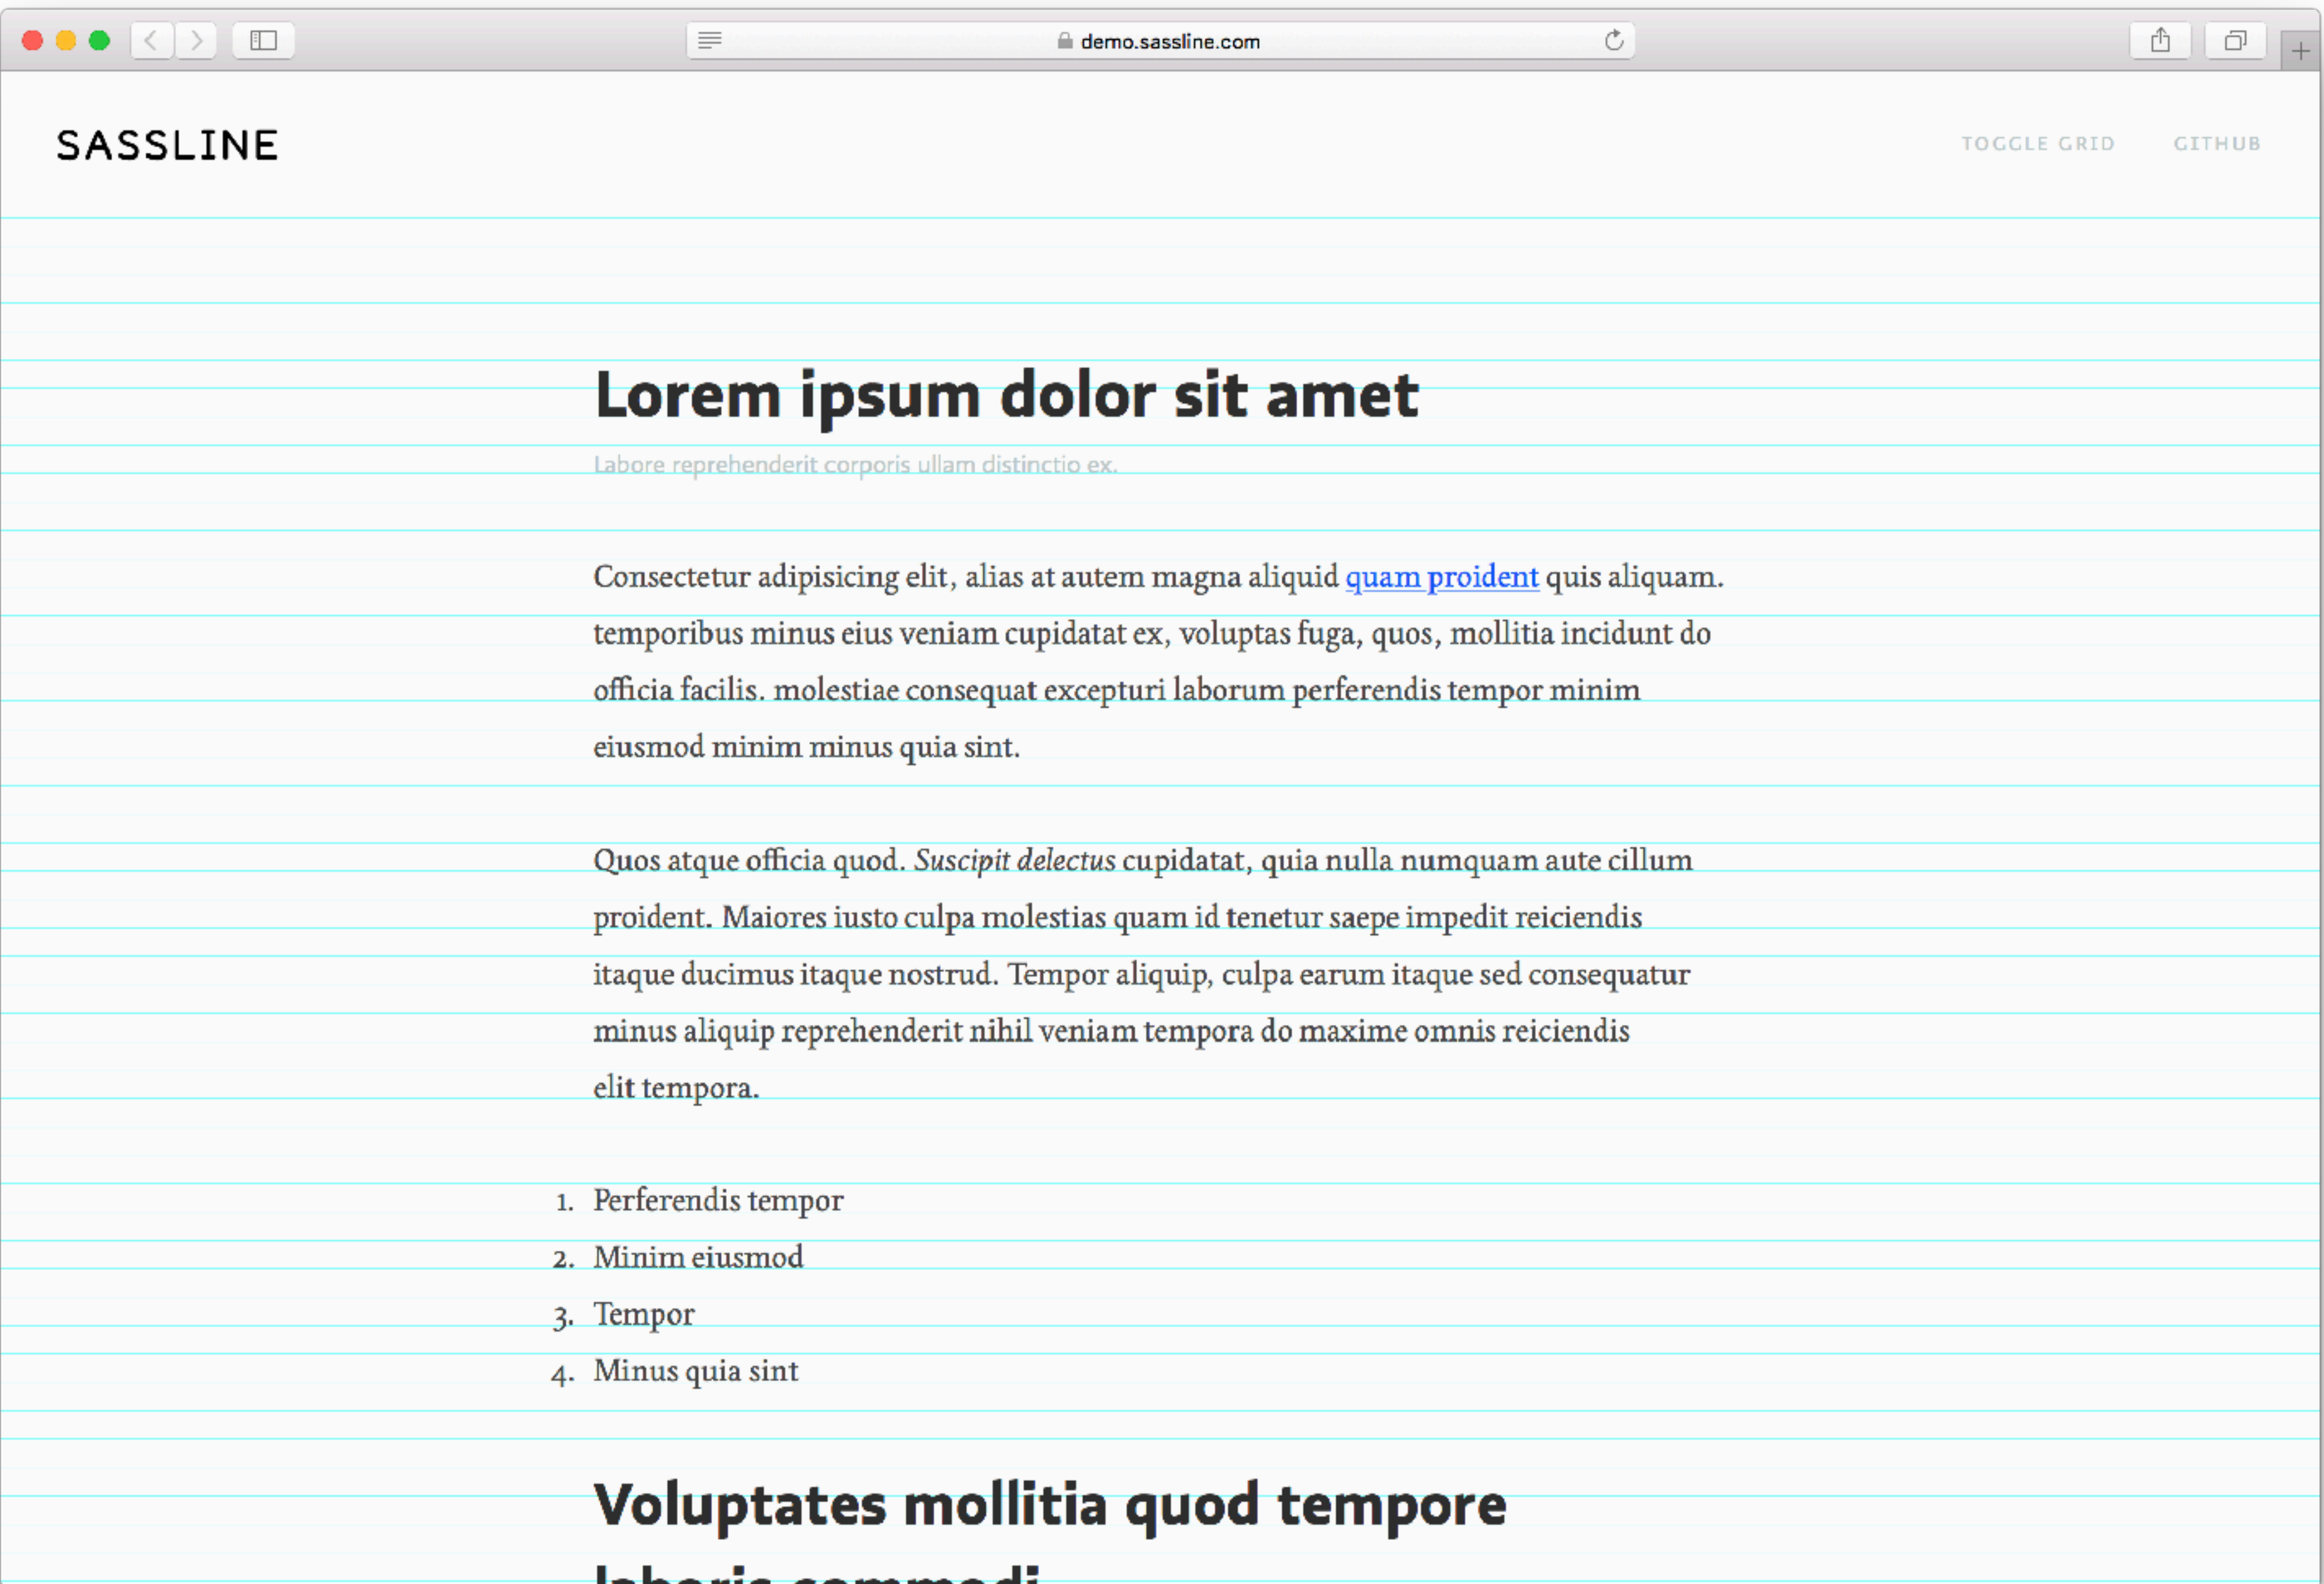 demo.sassline.com
SASSLINE
TOGGLE GRID
GITHUB
Lorem ipsum dolor sit amet
Labore reprehenderit corporis ullam distinctio ex.
Consectetur adipisicing elit, alias at autem magna aliquid quam proident quis aliquam.
temporibus minus eius veniam cupidatat ex, voluptas fuga, quos, mollitia incidunt do
officia facilis. molestiae consequat excepturi laborum perferendis tempor minim
eiusmod minim minus quia sint.
Quos atque officia quod. Suscipit delectus cupidatat, quia nulla numquam aute cillum
proident. Maiores iusto culpa molestias quam id tenetur saepe impedit reiciendis
itaque ducimus itaque nostrud. Tempor aliquip, culpa earum itaque sed consequatur
minus aliquip reprehenderit nihil veniam tempora do maxime omnis reiciendis
elit tempora.
1. Perferendis tempor
2. Minim eiusmod
3. Tempor
4. Minus quia sint
Voluptates mollitia quod tempore
laboris commodi